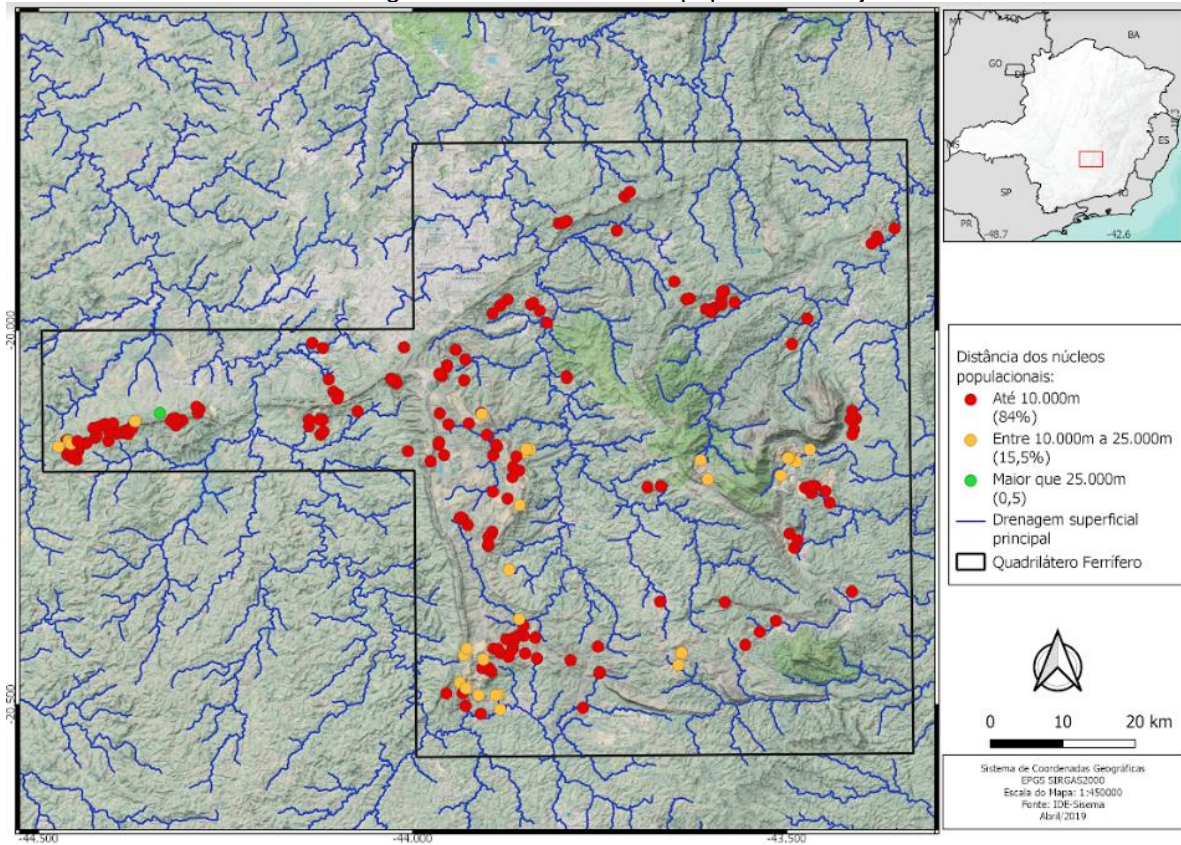 MT
BA
GO
DF
MS
ES
SP
RJ
PR
-48.7
-42.6
-20.000
-20.500
-44.500
-44.000
-43.500
Distância dos núcleos
populacionais:
Até 10.000m
(84%)
Entre 10.000m a 25.000m
(15,5%)
Maior que 25.000m
(0,5)
Drenagem superficial
principal
Quadrilátero Ferrífero
0 10 20 km
Sistema de Coordenadas Geográficas
EPGS SIRGAS2000
Escala do Mapa: 1:450000
Fonte: IDE-Sisema
Abril/2019